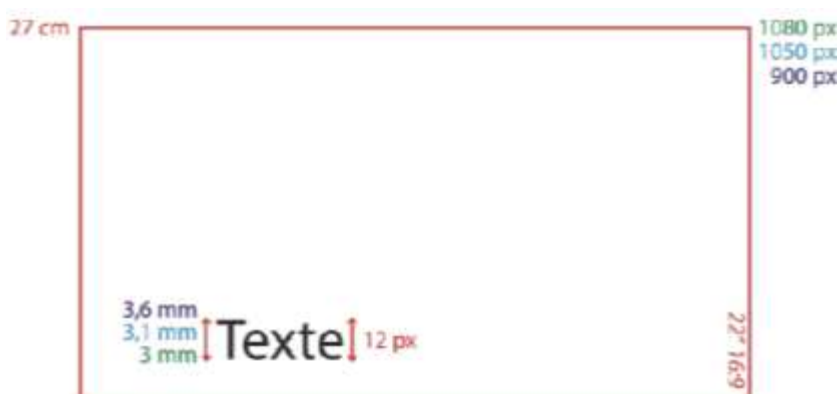 27 cm
1080 px
1050 px
900 px
3,6 mm
3,1 mm
3 mm
Texte
12 px
22" 16:9